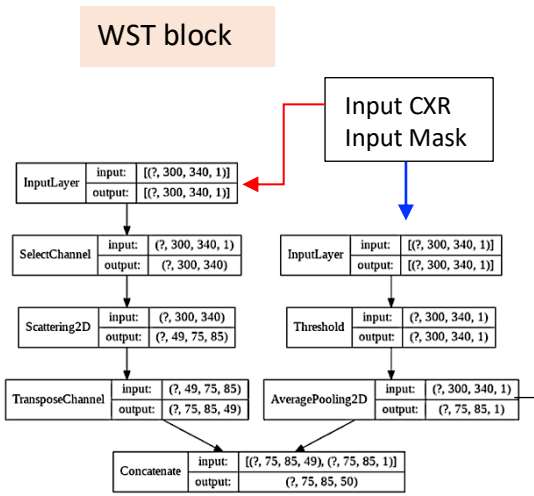 WST block
Input CXR
Input Mask
InputLayer
input: [(?, 300, 340, 1)]
output: [(?, 300, 340, 1)]
SelectChannel
input: (?, 300, 340, 1)
output: (?, 300, 340)
Scattering2D
input: (?, 300, 340)
output: (?, 49, 75, 85)
TransposeChannel
input: (?, 49, 75, 85)
output: (?, 75, 85, 49)
InputLayer
input: [(?, 300, 340, 1)]
output: [(?, 300, 340, 1)]
Threshold
input: (?, 300, 340, 1)
output: (?, 300, 340, 1)
AveragePooling2D
input: (?, 300, 340, 1)
output: (?, 75, 85, 1)
Concatenate
input: [(?, 75, 85, 49), (?, 75, 85, 1)]
output: (?, 75, 85, 50)